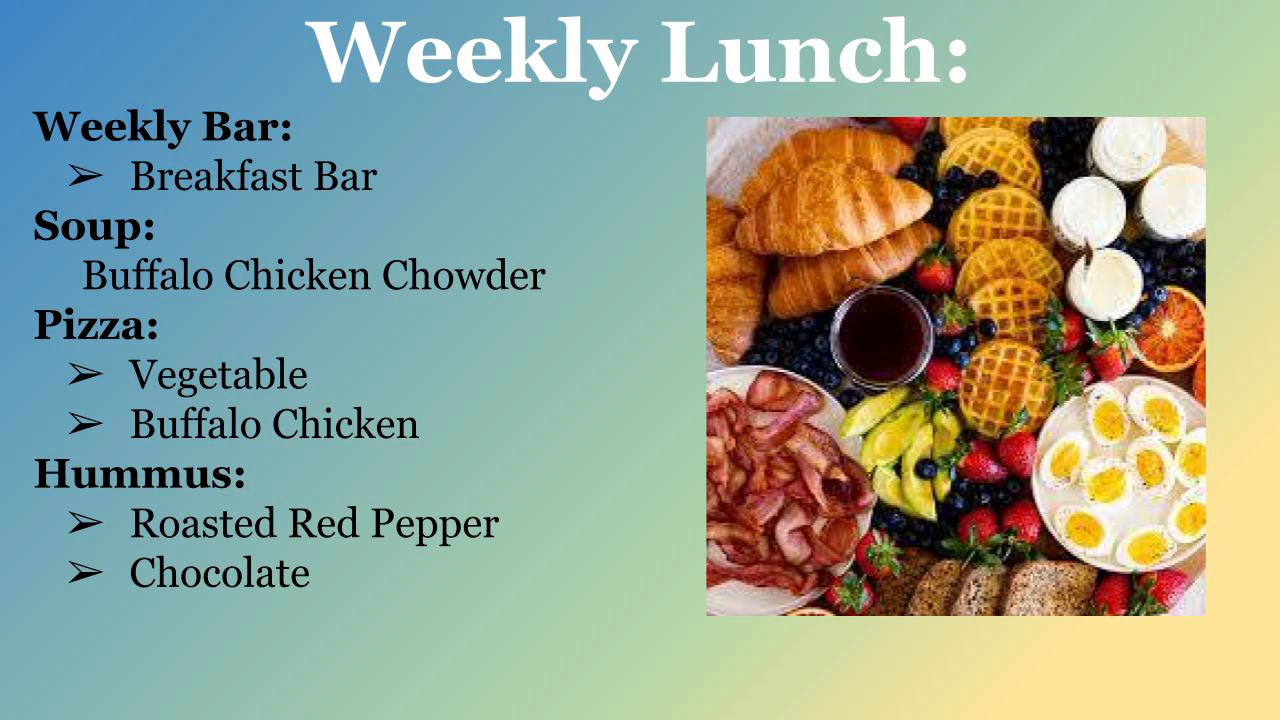 Weekly Lunch:
Weekly Bar:
➢ Breakfast Bar
Soup:
Buffalo Chicken Chowder
Pizza:
➢ Vegetable
➢ Buffalo Chicken
Hummus:
➢ Roasted Red Pepper
➢ Chocolate